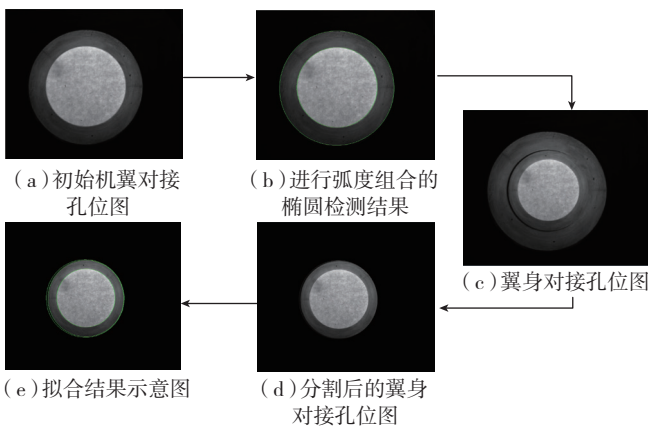 (a)初始机翼对接
孔位图
(b)进行弧度组合的
椭圆检测结果
(c)翼身对接孔位图
(e)拟合结果示意图
(d)分割后的翼身
对接孔位图